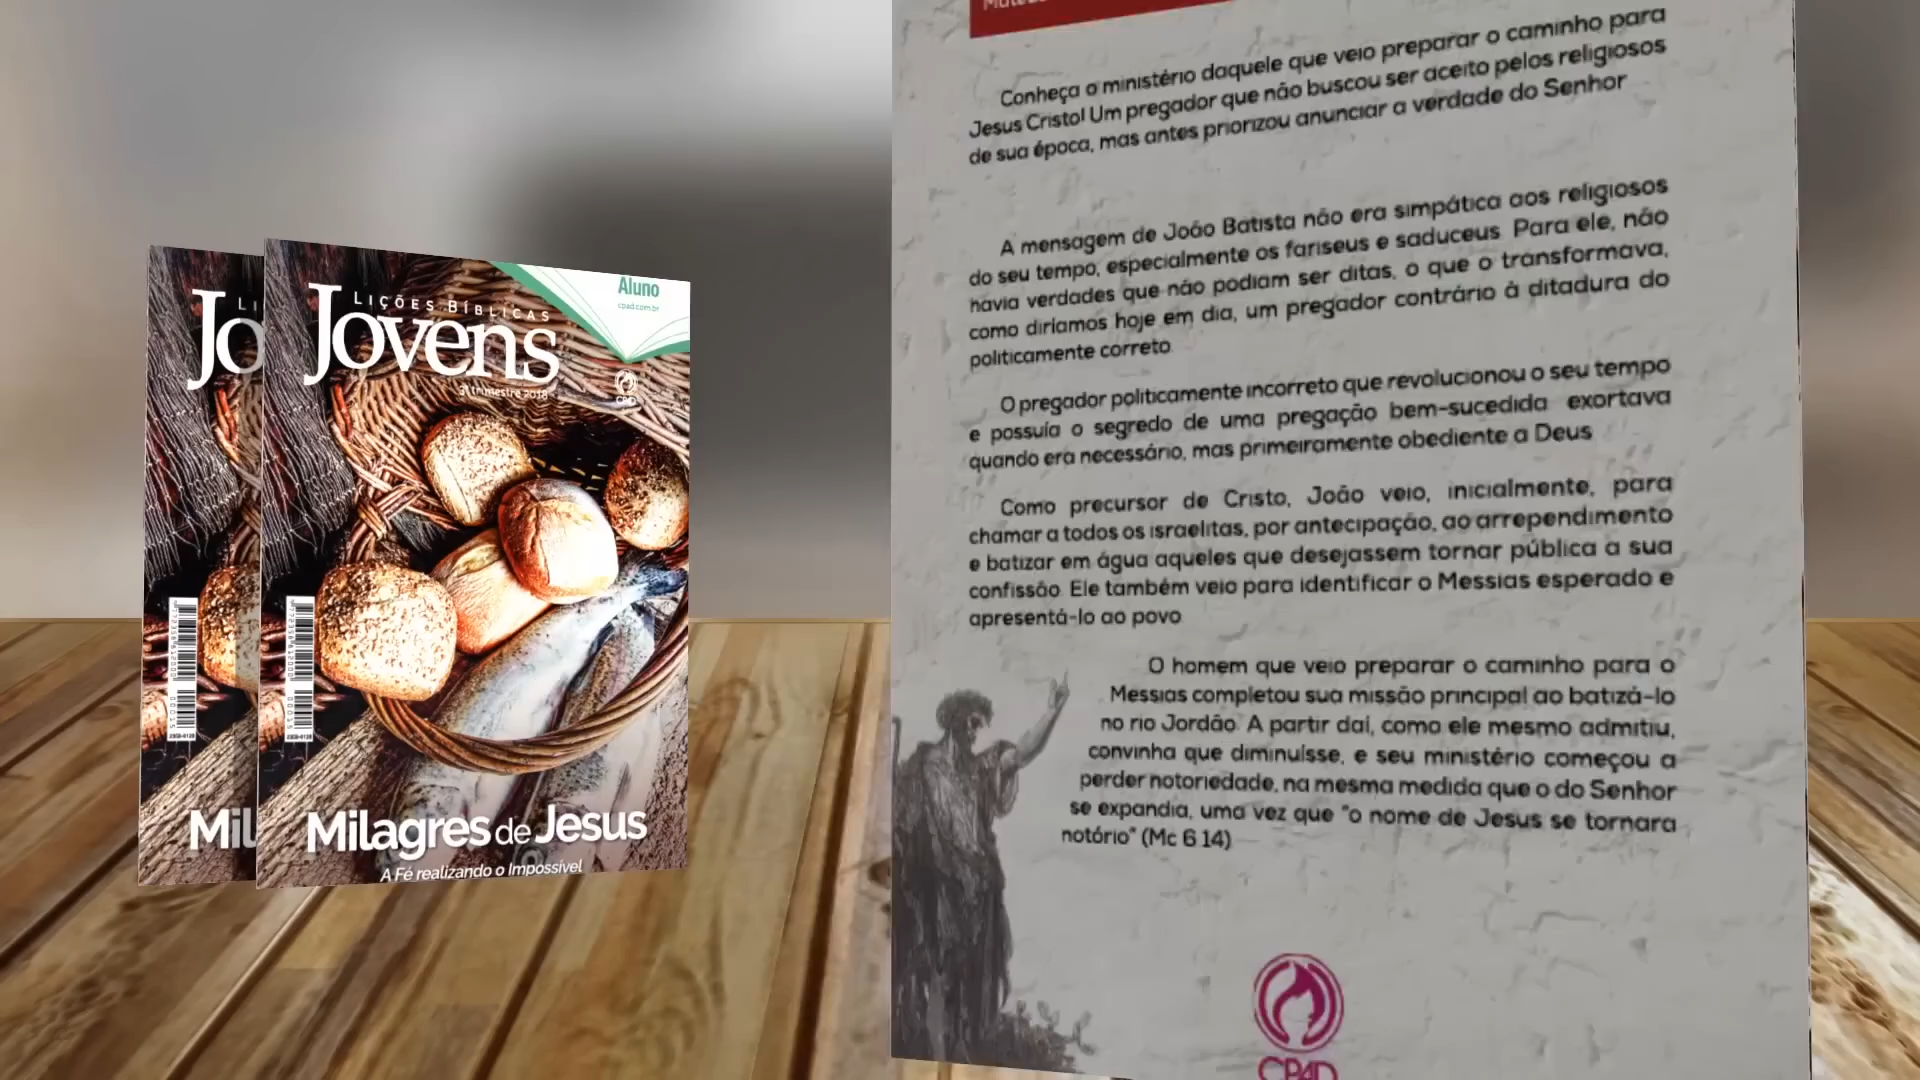 LIÇÕES BÍBLICAS
Jovens
3º trimestre 2018
Aluno
cpad.com.br
CPAD
Milagres de Jesus
A Fé realizando o Impossível
Jo
Mil
Conheça o ministério daquele que veio preparar o caminho para
Jesus Cristo! Um pregador que não buscou ser aceito pelos religiosos
de sua época, mas antes priorizou anunciar a verdade do Senhor
A mensagem de João Batista não era simpática aos religiosos
do seu tempo, especialmente os fariseus e saduceus. Para ele, não
havia verdades que não podiam ser ditas, o que o transformava,
como diríamos hoje em dia, um pregador contrário à ditadura do
politicamente correto
O pregador politicamente incorreto que revolucionou o seu tempo
e possuía o segredo de uma pregação bem-sucedida exortava
quando era necessário, mas primeiramente obediente a Deus
Como precursor de Cristo, João veio, inicialmente, para
chamar a todos os israelitas, por antecipação, ao arrependimento
e batizar em água aqueles que desejassem tornar pública a sua
confissão. Ele também veio para identificar o Messias esperado e
apresentá-lo ao povo
O homem que veio preparar o caminho para o
Messias completou sua missão principal ao batizá-lo
no rio Jordão. A partir daí, como ele mesmo admitiu,
convinha que diminuísse, e seu ministério começou a
perder notoriedade, na mesma medida que o do Senhor
se expandia, uma vez que "o nome de Jesus se tornara
notório" (Mc 6 14)
CPAD